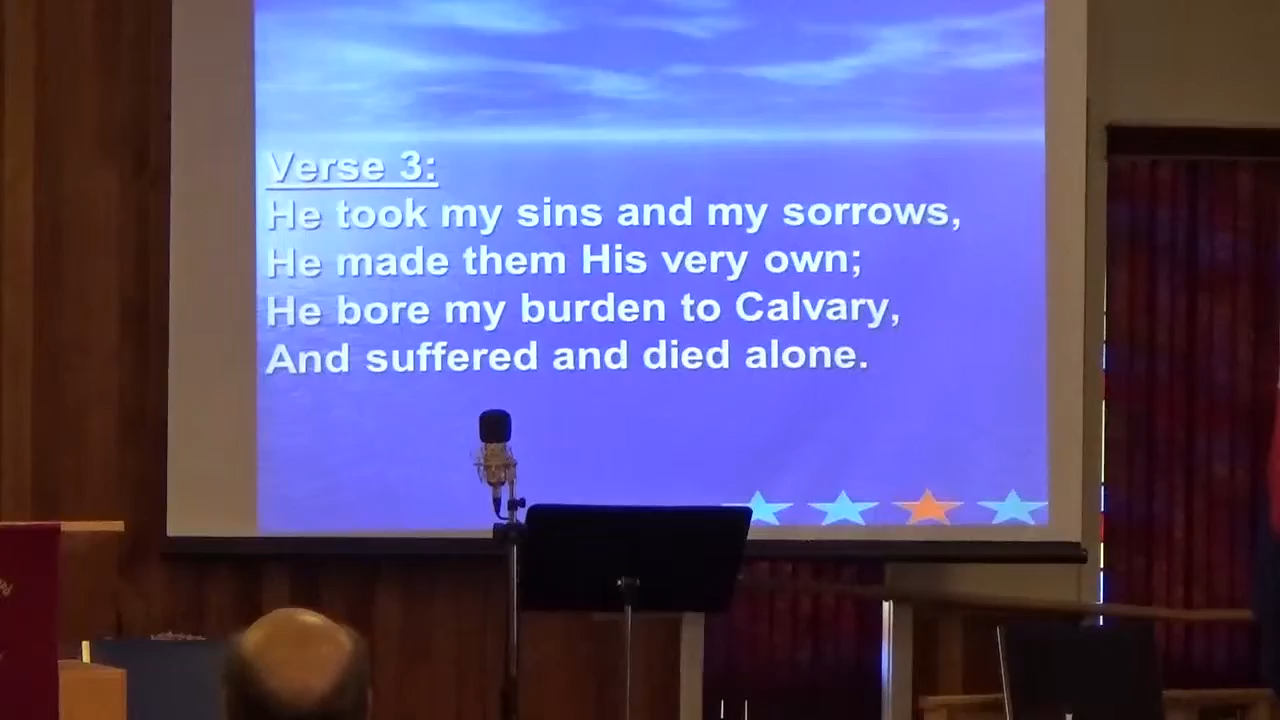 Verse 3:
He took my sins and my sorrows,
He made them His very own;
He bore my burden to Calvary,
And suffered and died alone.